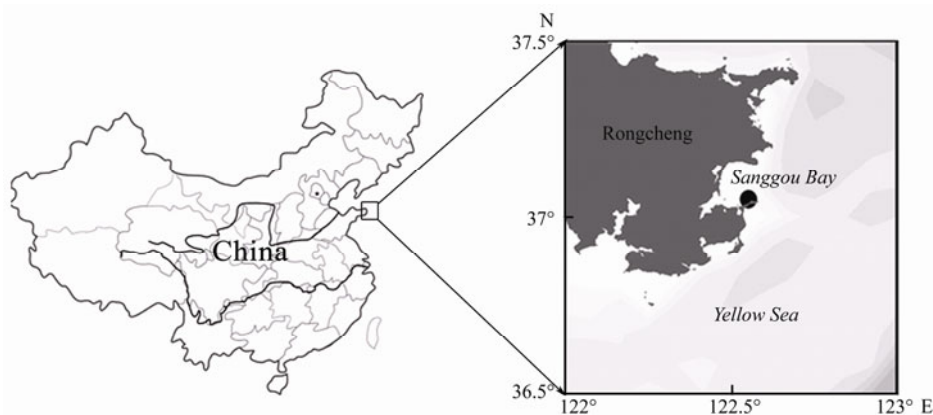 N
37.5°
Rongcheng
Sanggou Bay
37°
China
Yellow Sea
36.5°
122°
122.5°
123° E